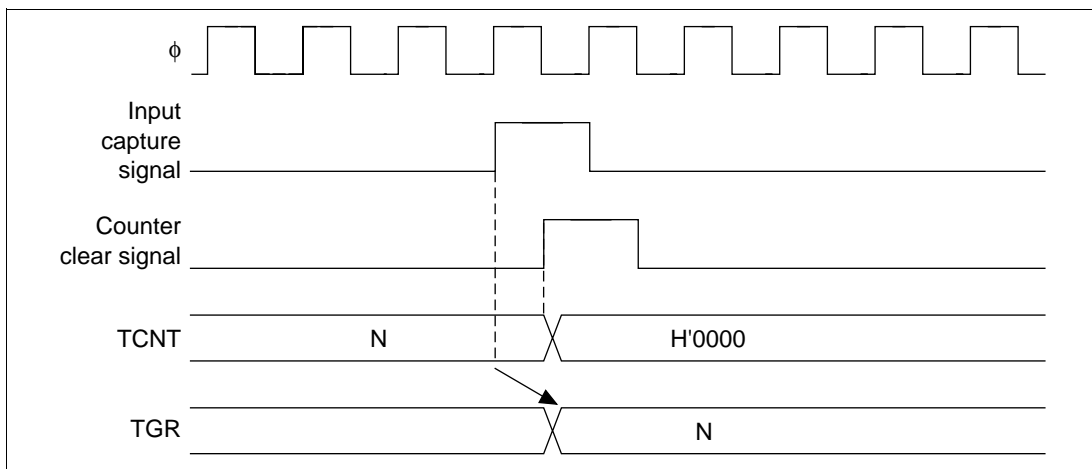 ϕ
Input
capture
signal
Counter
clear signal
TCNT
N
H'0000
TGR
N